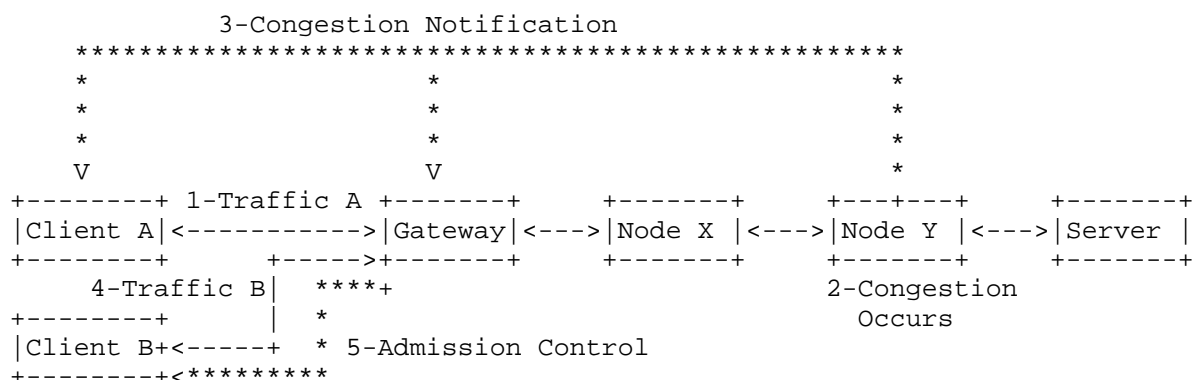 3-Congestion Notification
    ****************************************************
    *                     *                            *
    *                     *                            *
    *                     *                            *
    V                     V                            *
+--------+ 1-Traffic A +-------+     +-------+     +---+---+     +-------+
|Client A|<----------->|Gateway|<--->|Node X |<--->|Node Y |<--->|Server |
+--------+      +----->+-------+     +-------+     +-------+     +-------+
     4-Traffic B|  ****+                           2-Congestion
+--------+      |  *                                 Occurs
|Client B+<-----+  * 5-Admission Control
+--------+<*********